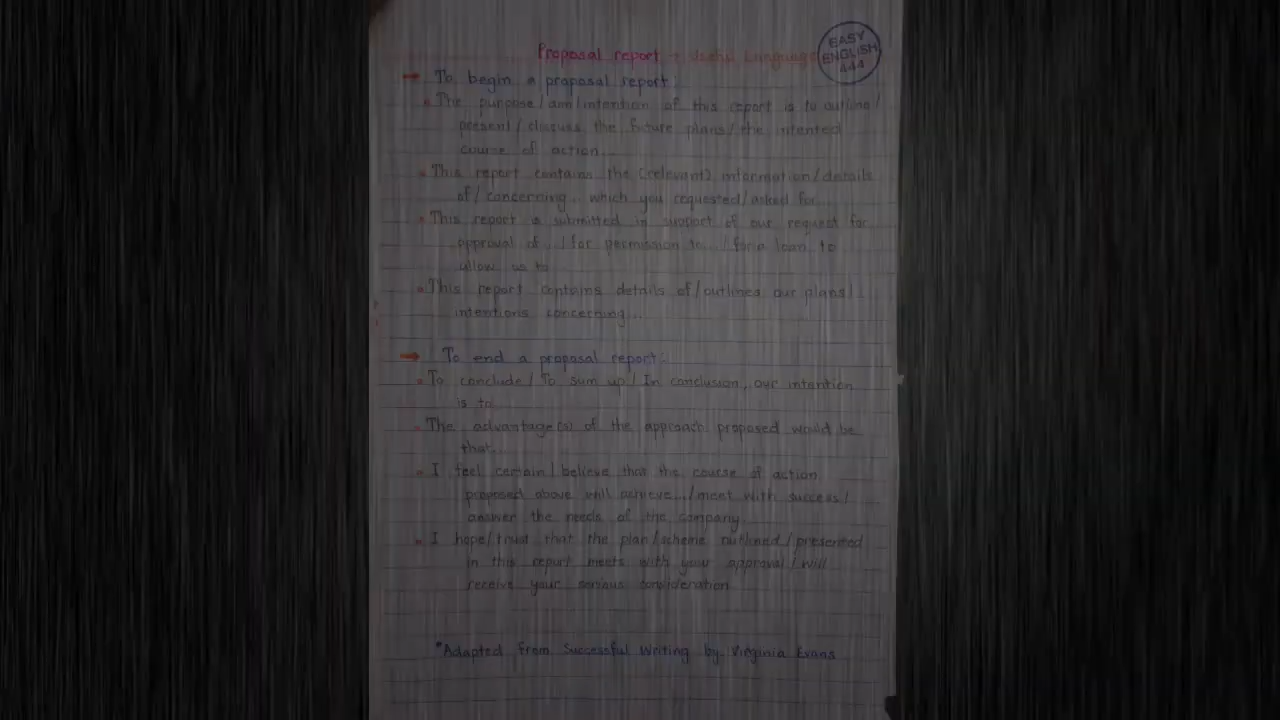 Proposal report → Useful Language
EASY
ENGLISH
444
→ To begin a proposal report:
• The purpose/aim/intention of this report is to outline/
present/discuss the future plans/the intented
course of action...
• This report contains the (relevant) information/details
of/concerning... which you requested/asked for...
• This report is submitted in support of our request for
approval of.../for permission to.../for a loan to
allow us to...
• This report contains details of/outlines our plans/
intentions concerning...
→ To end a proposal report:
• To conclude/To sum up/In conclusion, our intention
is to...
• The advantage(s) of the approach proposed would be
that...
• I feel certain/believe that the course of action
proposed above will achieve.../meet with success/
answer the needs of the company.
• I hope/trust that the plan/scheme outlined/presented
in this report meets with your approval/will
receive your serious consideration
*Adapted from Successful Writing by Virginia Evans